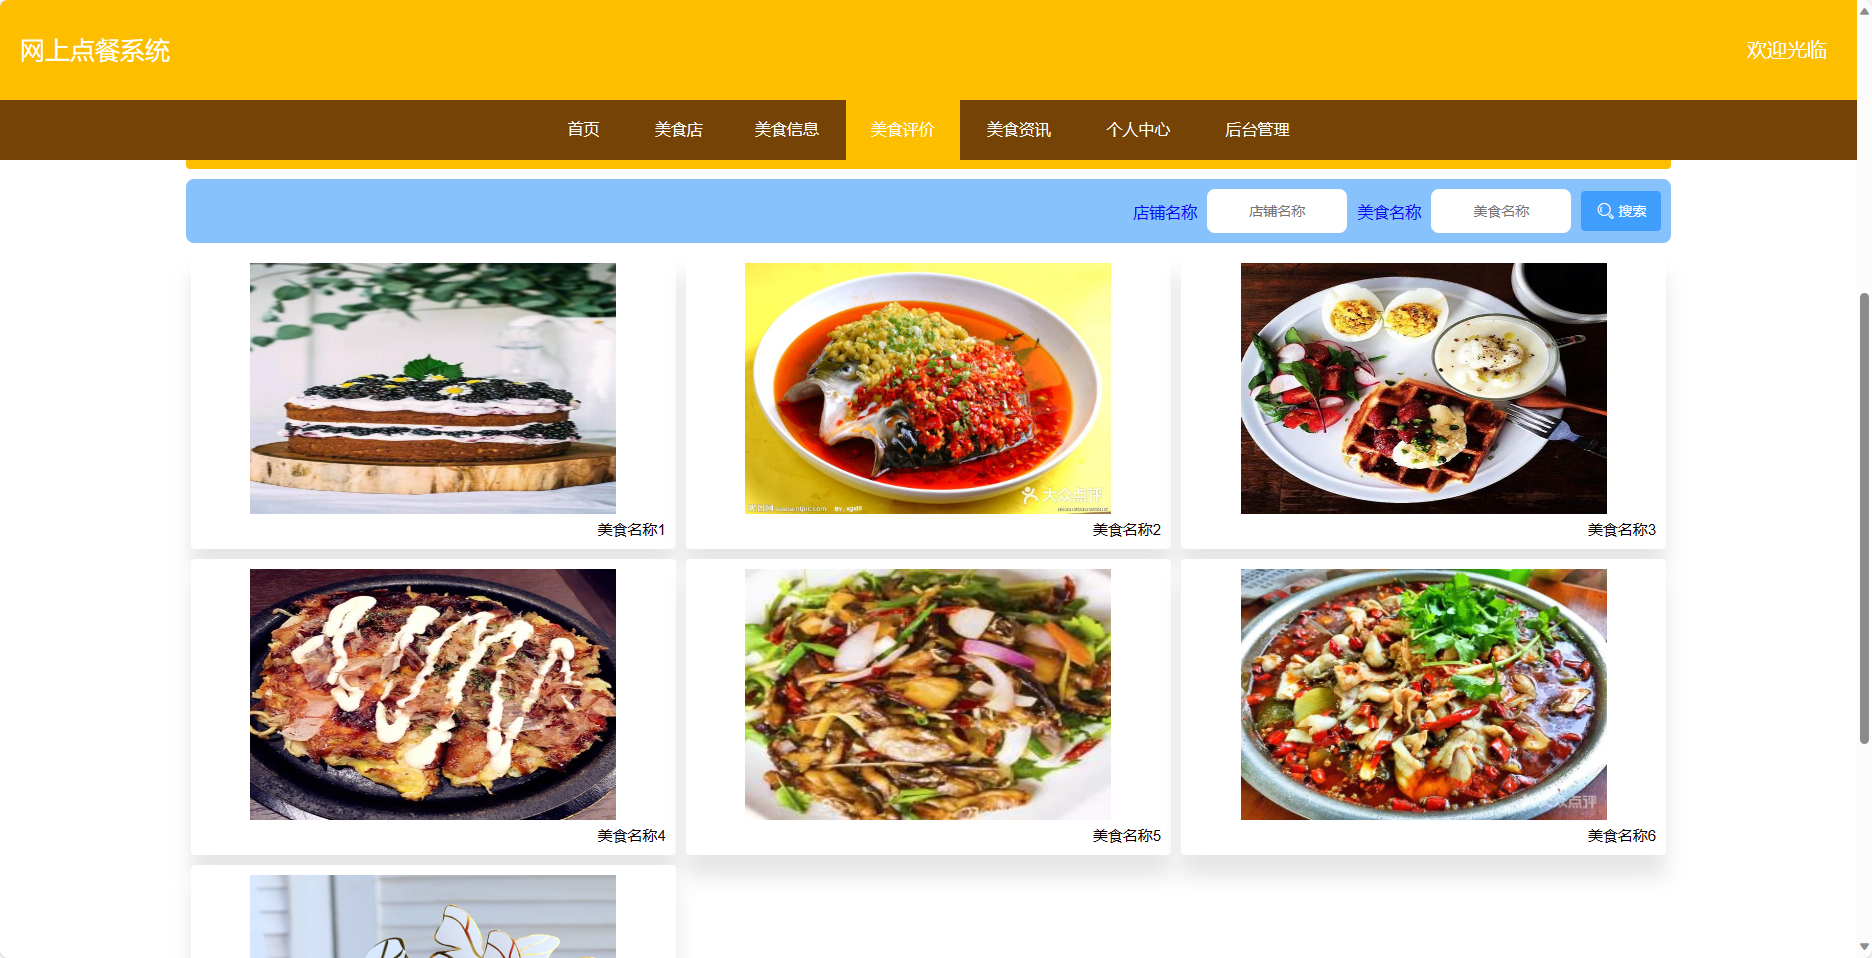 网上点餐系统
欢迎光临
首页 美食店 美食信息 美食评价 美食资讯 个人中心 后台管理
店铺名称 店铺名称 美食名称 美食名称 搜索
大众点评
美食名称1 美食名称2 美食名称3
点评
美食名称4 美食名称5 美食名称6